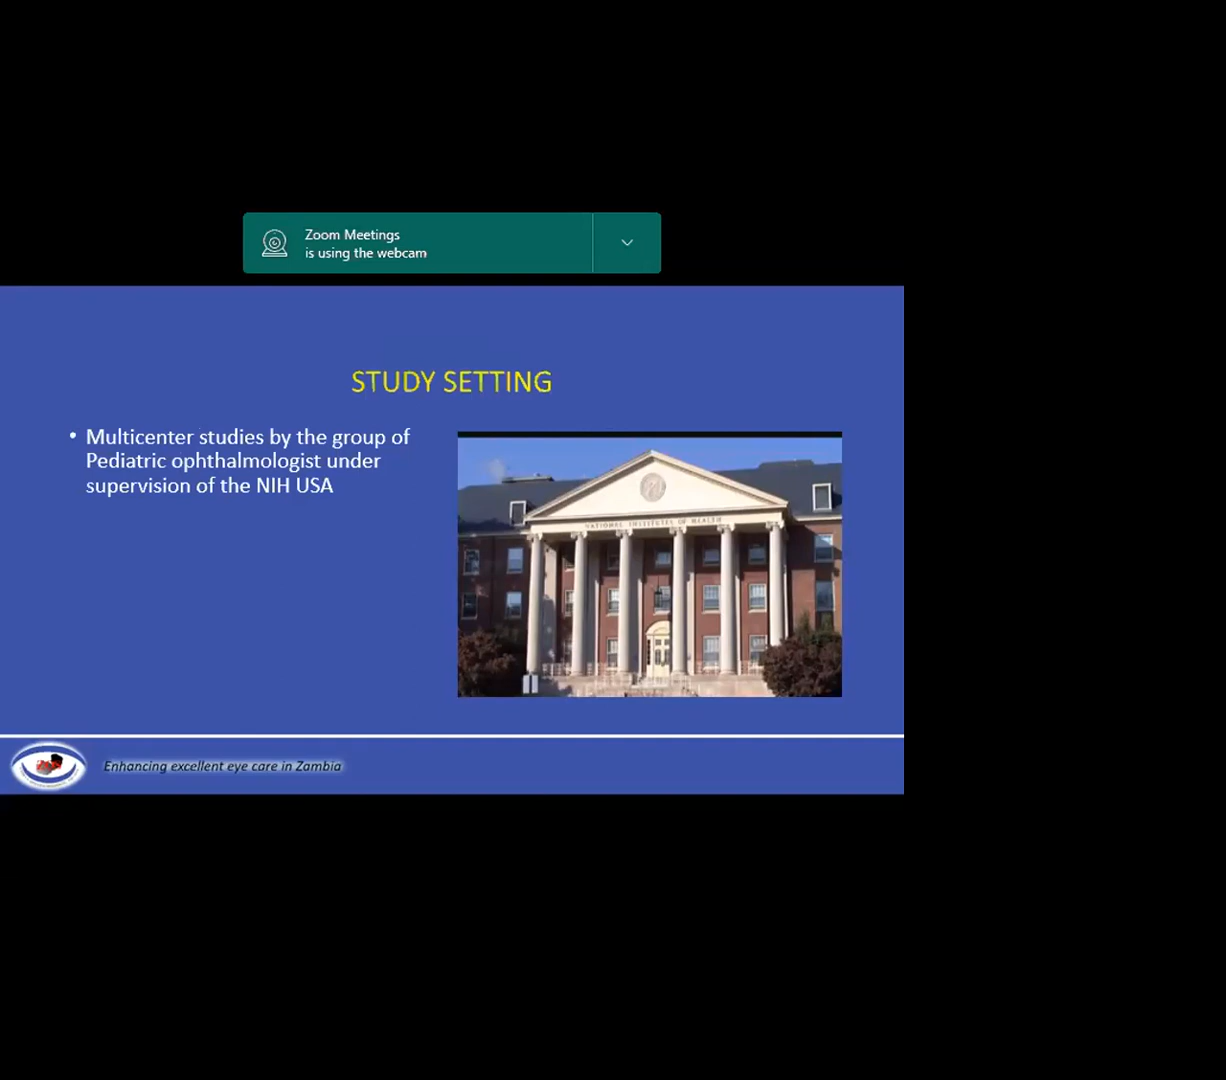 Zoom Meetings
is using the webcam
STUDY SETTING
• Multicenter studies by the group of
Pediatric ophthalmologist under
supervision of the NIH USA
NATIONAL INSTITUTES OF HEALTH
Enhancing excellent eye care in Zambia